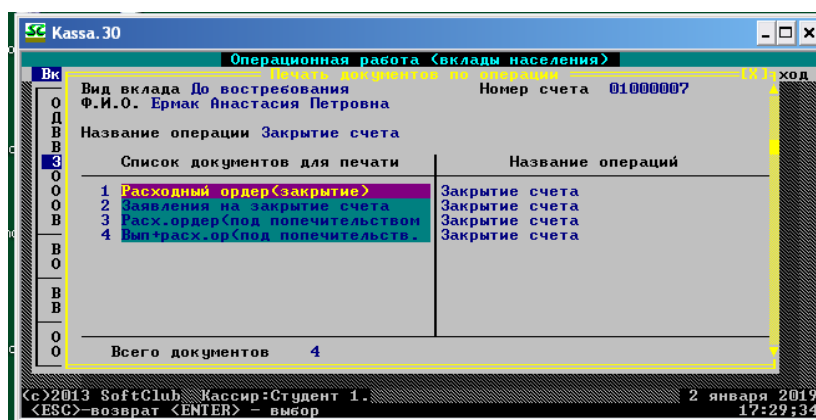 Kassa.30
Операционная работа (вклады населения)
Вк Печать документов по операции [X] ход
Вид вклада До востребования Номер счета 01000007
Ф.И.О. Ермак Анастасия Петровна
Название операции Закрытие счета
Список документов для печати Название операций
1 Расходный ордер(закрытие) Закрытие счета
2 Заявления на закрытие счета Закрытие счета
3 Расх.ордер(под попечительством Закрытие счета
4 Вып+расх.ор(под попечительств. Закрытие счета
Всего документов 4
(c)2013 SoftClub Кассир:Студент 1. 2 января 2019
<ESC>-возврат <ENTER> - выбор 17:29;34